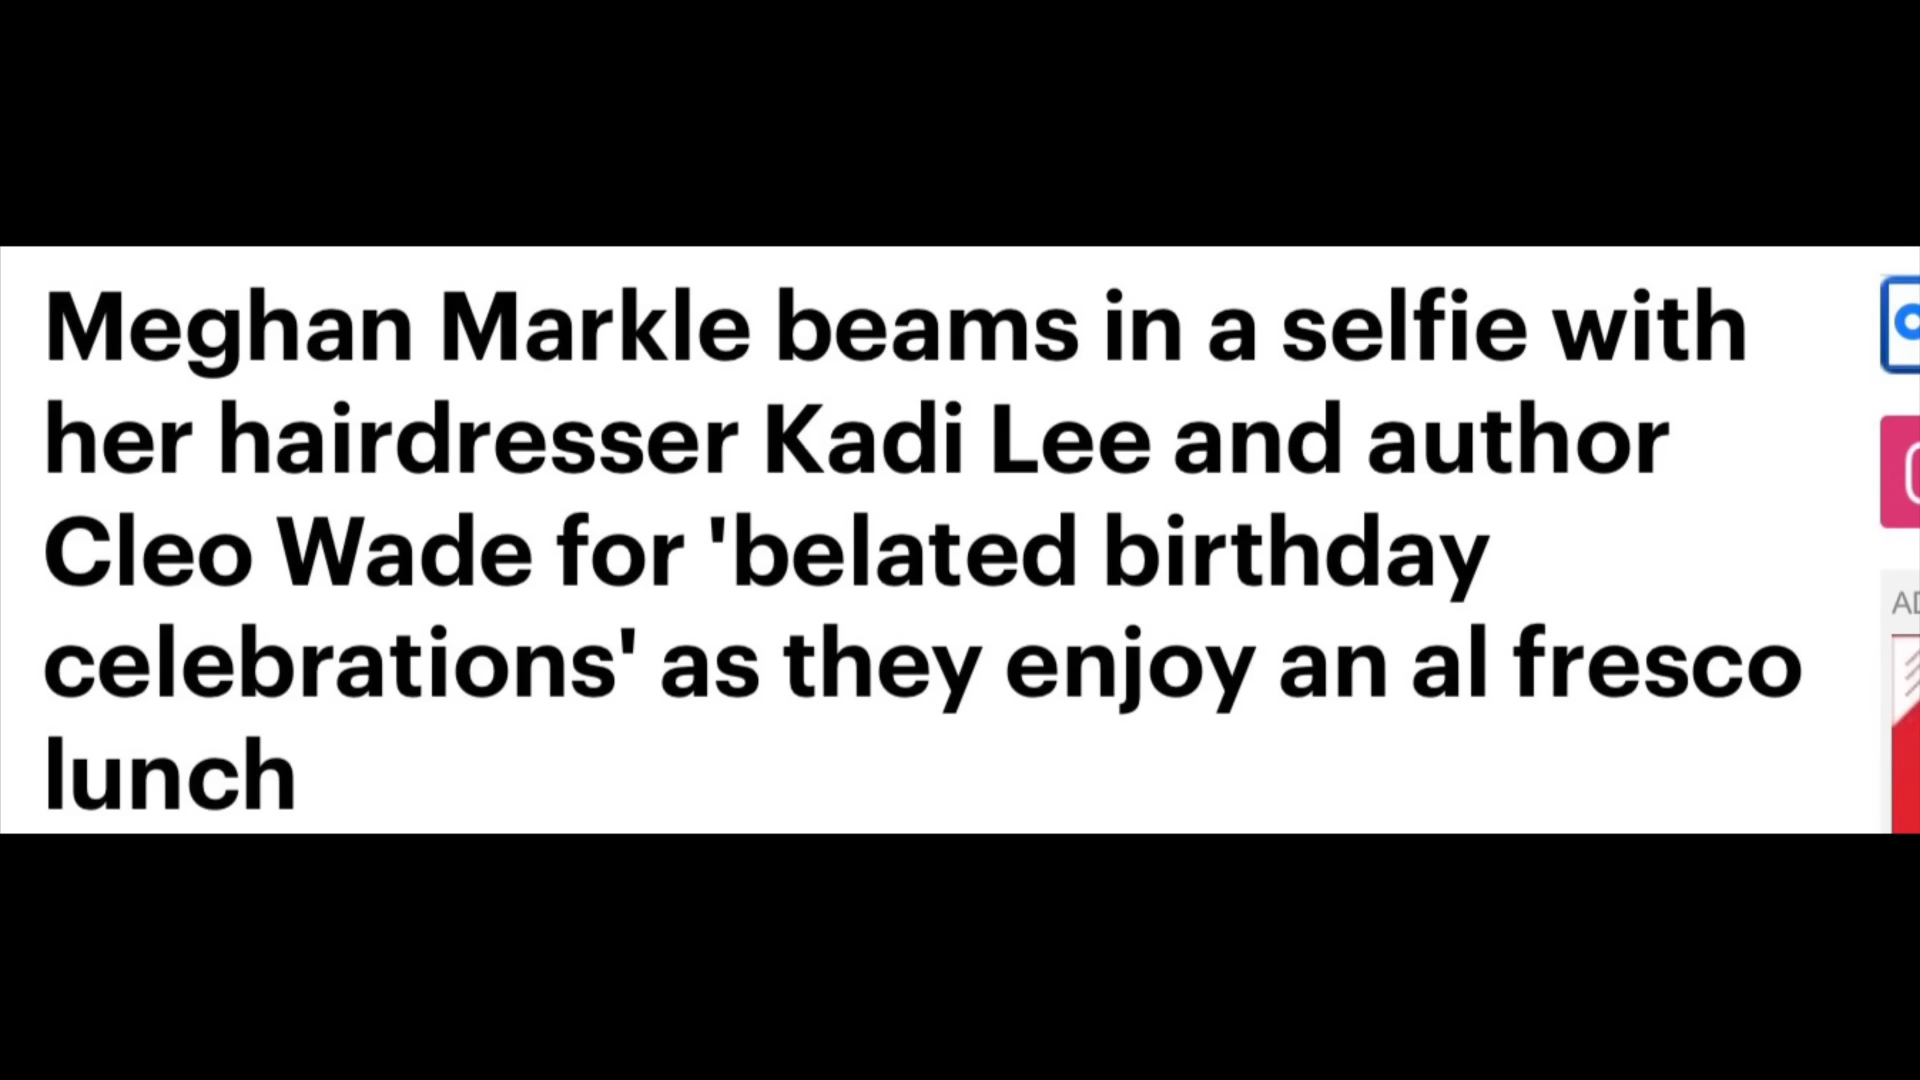 Meghan Markle beams in a selfie with
her hairdresser Kadi Lee and author
Cleo Wade for 'belated birthday
celebrations' as they enjoy an al fresco
lunch